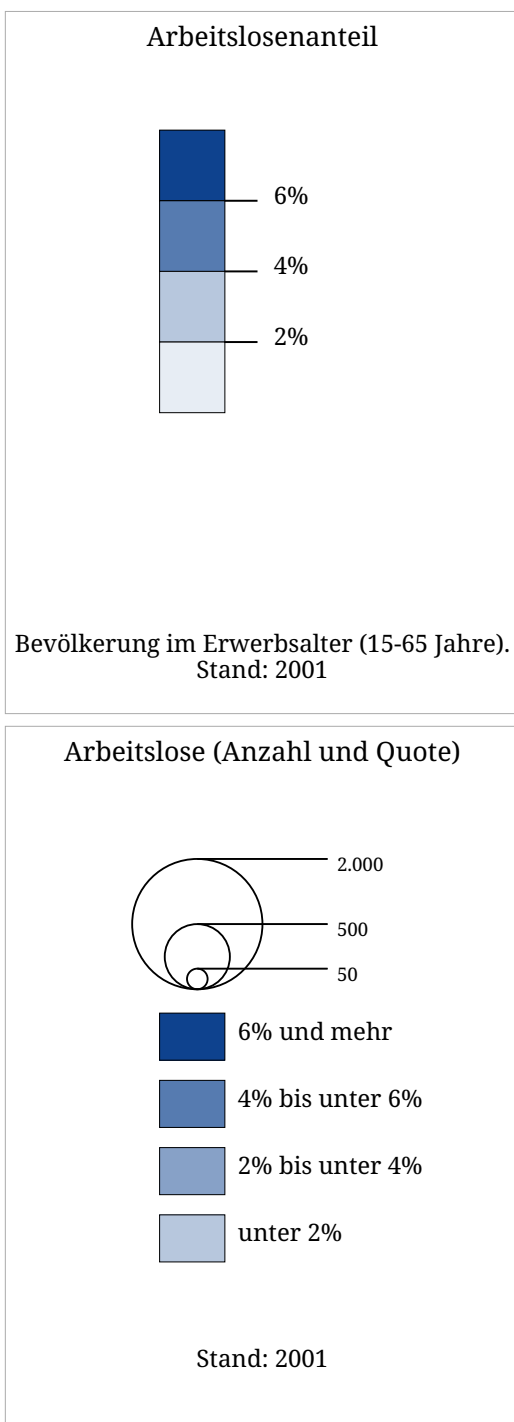 Arbeitslosenanteil
6%
4%
2%
Bevölkerung im Erwerbsalter (15-65 Jahre).
Stand: 2001
Arbeitslose (Anzahl und Quote)
2.000
500
50
6% und mehr
4% bis unter 6%
2% bis unter 4%
unter 2%
Stand: 2001